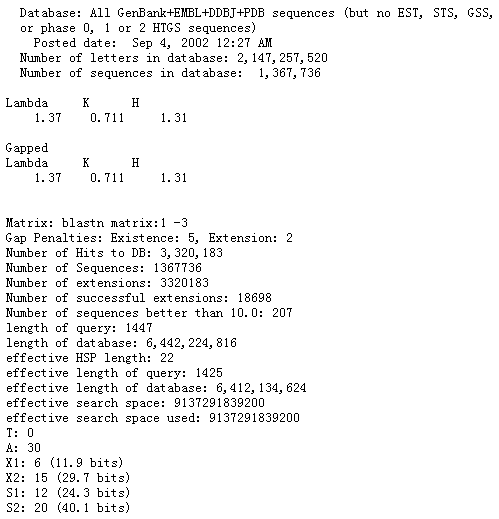 Database: All GenBank+EMBL+DDBJ+PDB sequences (but no EST, STS, GSS,
or phase 0, 1 or 2 HTGS sequences)
Posted date: Sep 4, 2002 12:27 AM
Number of letters in database: 2,147,257,520
Number of sequences in database: 1,367,736
Lambda K H
1.37 0.711 1.31
Gapped
Lambda K H
1.37 0.711 1.31
Matrix: blastn matrix:1 -3
Gap Penalties: Existence: 5, Extension: 2
Number of Hits to DB: 3,320,183
Number of Sequences: 1367736
Number of extensions: 3320183
Number of successful extensions: 18698
Number of sequences better than 10.0: 207
length of query: 1447
length of database: 6,442,224,816
effective HSP length: 22
effective length of query: 1425
effective length of database: 6,412,134,624
effective search space: 9137291839200
effective search space used: 9137291839200
T: 0
A: 30
X1: 6 (11.9 bits)
X2: 15 (29.7 bits)
S1: 12 (24.3 bits)
S2: 20 (40.1 bits)